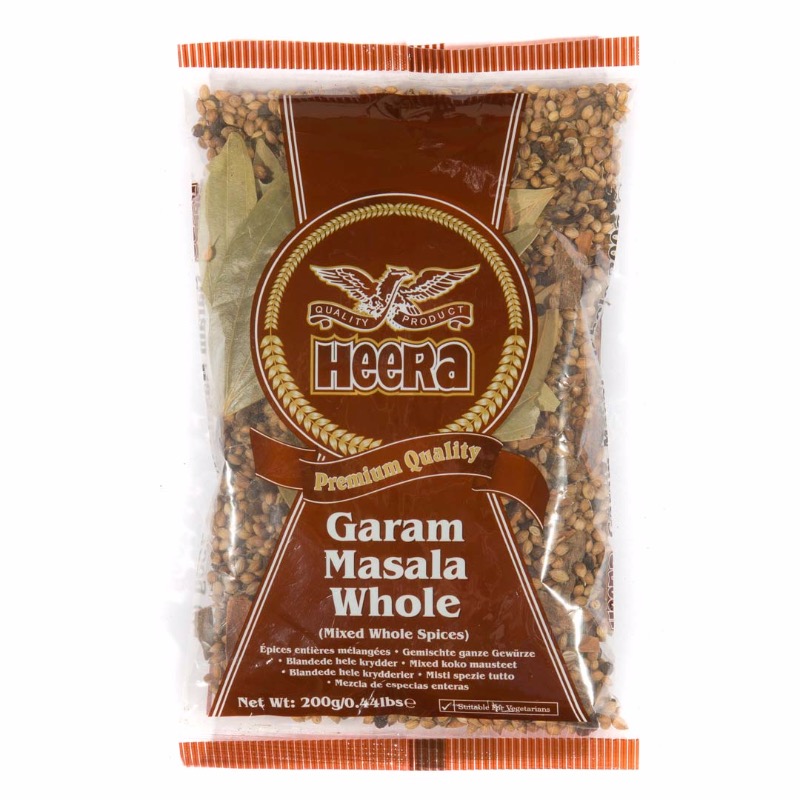 QUALITY PRODUCT
HEERA
Premium Quality
Garam
Masala
Whole
(Mixed Whole Spices)
Épices entières mélangées • Gemischte ganze Gewürze
• Blandede hele krydder • Mixed koko mausteet
• Blandede hele krydderier • Misti spezie tutto
• Mezcla de especias enteras
Net Wt: 200g/0.44lbs℮
Suitable For Vegetarians